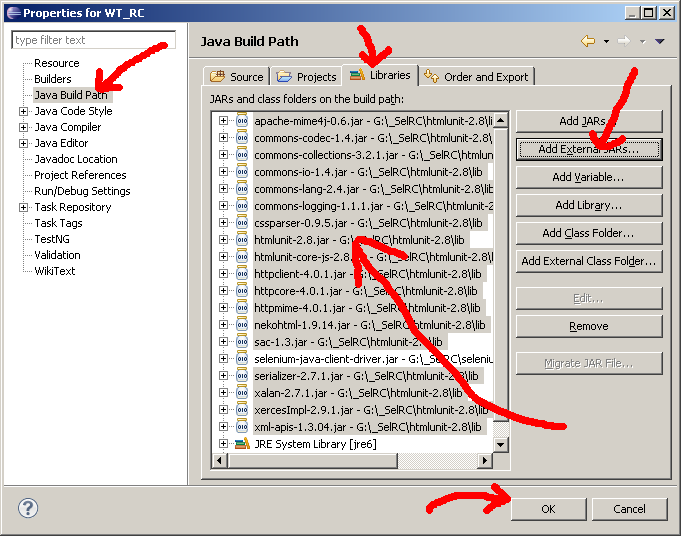 Properties for WT_RC
type filter text
Resource
Builders
Java Build Path
Java Code Style
Java Compiler
Java Editor
Javadoc Location
Project References
Run/Debug Settings
Task Repository
Task Tags
TestNG
Validation
WikiText
Java Build Path
Source
Projects
Libraries
Order and Export
JARs and class folders on the build path:
apache-mime4j-0.6.jar - G:\_SelRC\htmlunit-2.8\lib
commons-codec-1.4.jar - G:\_SelRC\htmlunit-2.8\lib
commons-collections-3.2.1.jar - G:\_SelRC\htmlunit-2.8\lib
commons-io-1.4.jar - G:\_SelRC\htmlunit-2.8\lib
commons-lang-2.4.jar - G:\_SelRC\htmlunit-2.8\lib
commons-logging-1.1.1.jar - G:\_SelRC\htmlunit-2.8\lib
cssparser-0.9.5.jar - G:\_SelRC\htmlunit-2.8\lib
htmlunit-2.8.jar - G:\_SelRC\htmlunit-2.8\lib
htmlunit-core-js-2.8.jar - G:\_SelRC\htmlunit-2.8\lib
httpclient-4.0.1.jar - G:\_SelRC\htmlunit-2.8\lib
httpcore-4.0.1.jar - G:\_SelRC\htmlunit-2.8\lib
httpmime-4.0.1.jar - G:\_SelRC\htmlunit-2.8\lib
nekohtml-1.9.14.jar - G:\_SelRC\htmlunit-2.8\lib
sac-1.3.jar - G:\_SelRC\htmlunit-2.8\lib
selenium-java-client-driver.jar - G:\_SelRC\seleniu
serializer-2.7.1.jar - G:\_SelRC\htmlunit-2.8\lib
xalan-2.7.1.jar - G:\_SelRC\htmlunit-2.8\lib
xercesImpl-2.9.1.jar - G:\_SelRC\htmlunit-2.8\lib
xml-apis-1.3.04.jar - G:\_SelRC\htmlunit-2.8\lib
JRE System Library [jre6]
Add JARs...
Add External JARs...
Add Variable...
Add Library...
Add Class Folder...
Add External Class Folder...
Edit...
Remove
Migrate JAR File...
OK
Cancel